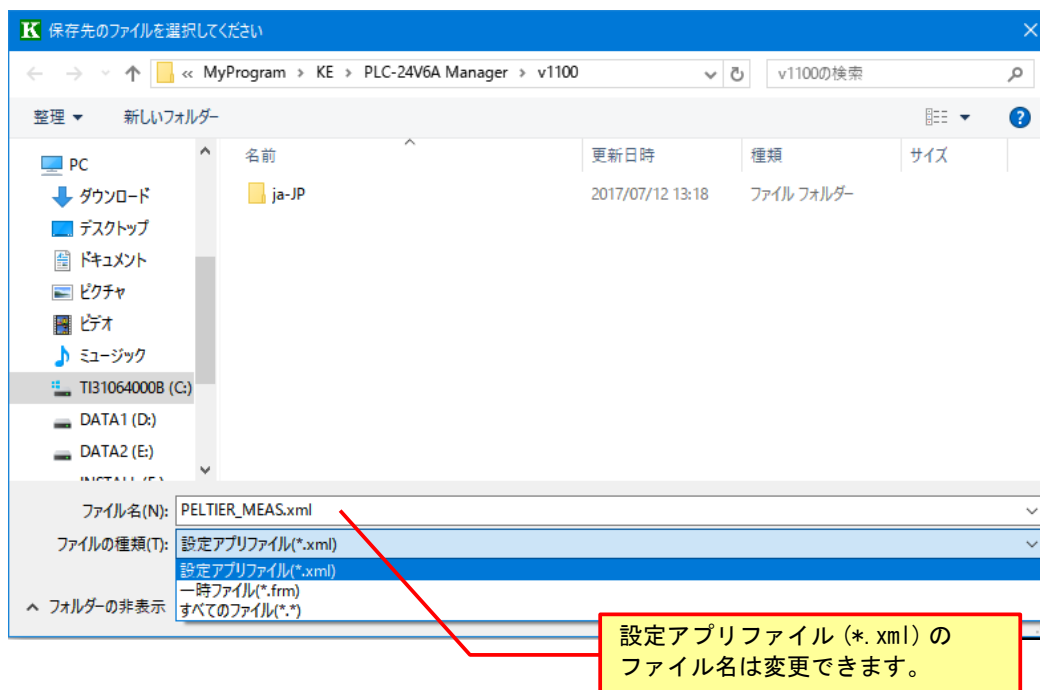 K 保存先のファイルを選択してください
« MyProgram > KE > PLC-24V6A Manager > v1100 v1100の検索
整理 新しいフォルダー
PC
ダウンロード
デスクトップ
ドキュメント
ピクチャ
ビデオ
ミュージック
TI31064000B (C:)
DATA1 (D:)
DATA2 (E:)
名前 更新日時 種類 サイズ
ja-JP 2017/07/12 13:18 ファイル フォルダー
ファイル名(N): PELTIER_MEAS.xml
ファイルの種類(T): 設定アプリファイル(*.xml)
設定アプリファイル(*.xml)
一時ファイル(*.frm)
すべてのファイル(*.*)
フォルダーの非表示
設定アプリファイル(*.xml)の
ファイル名は変更できます。